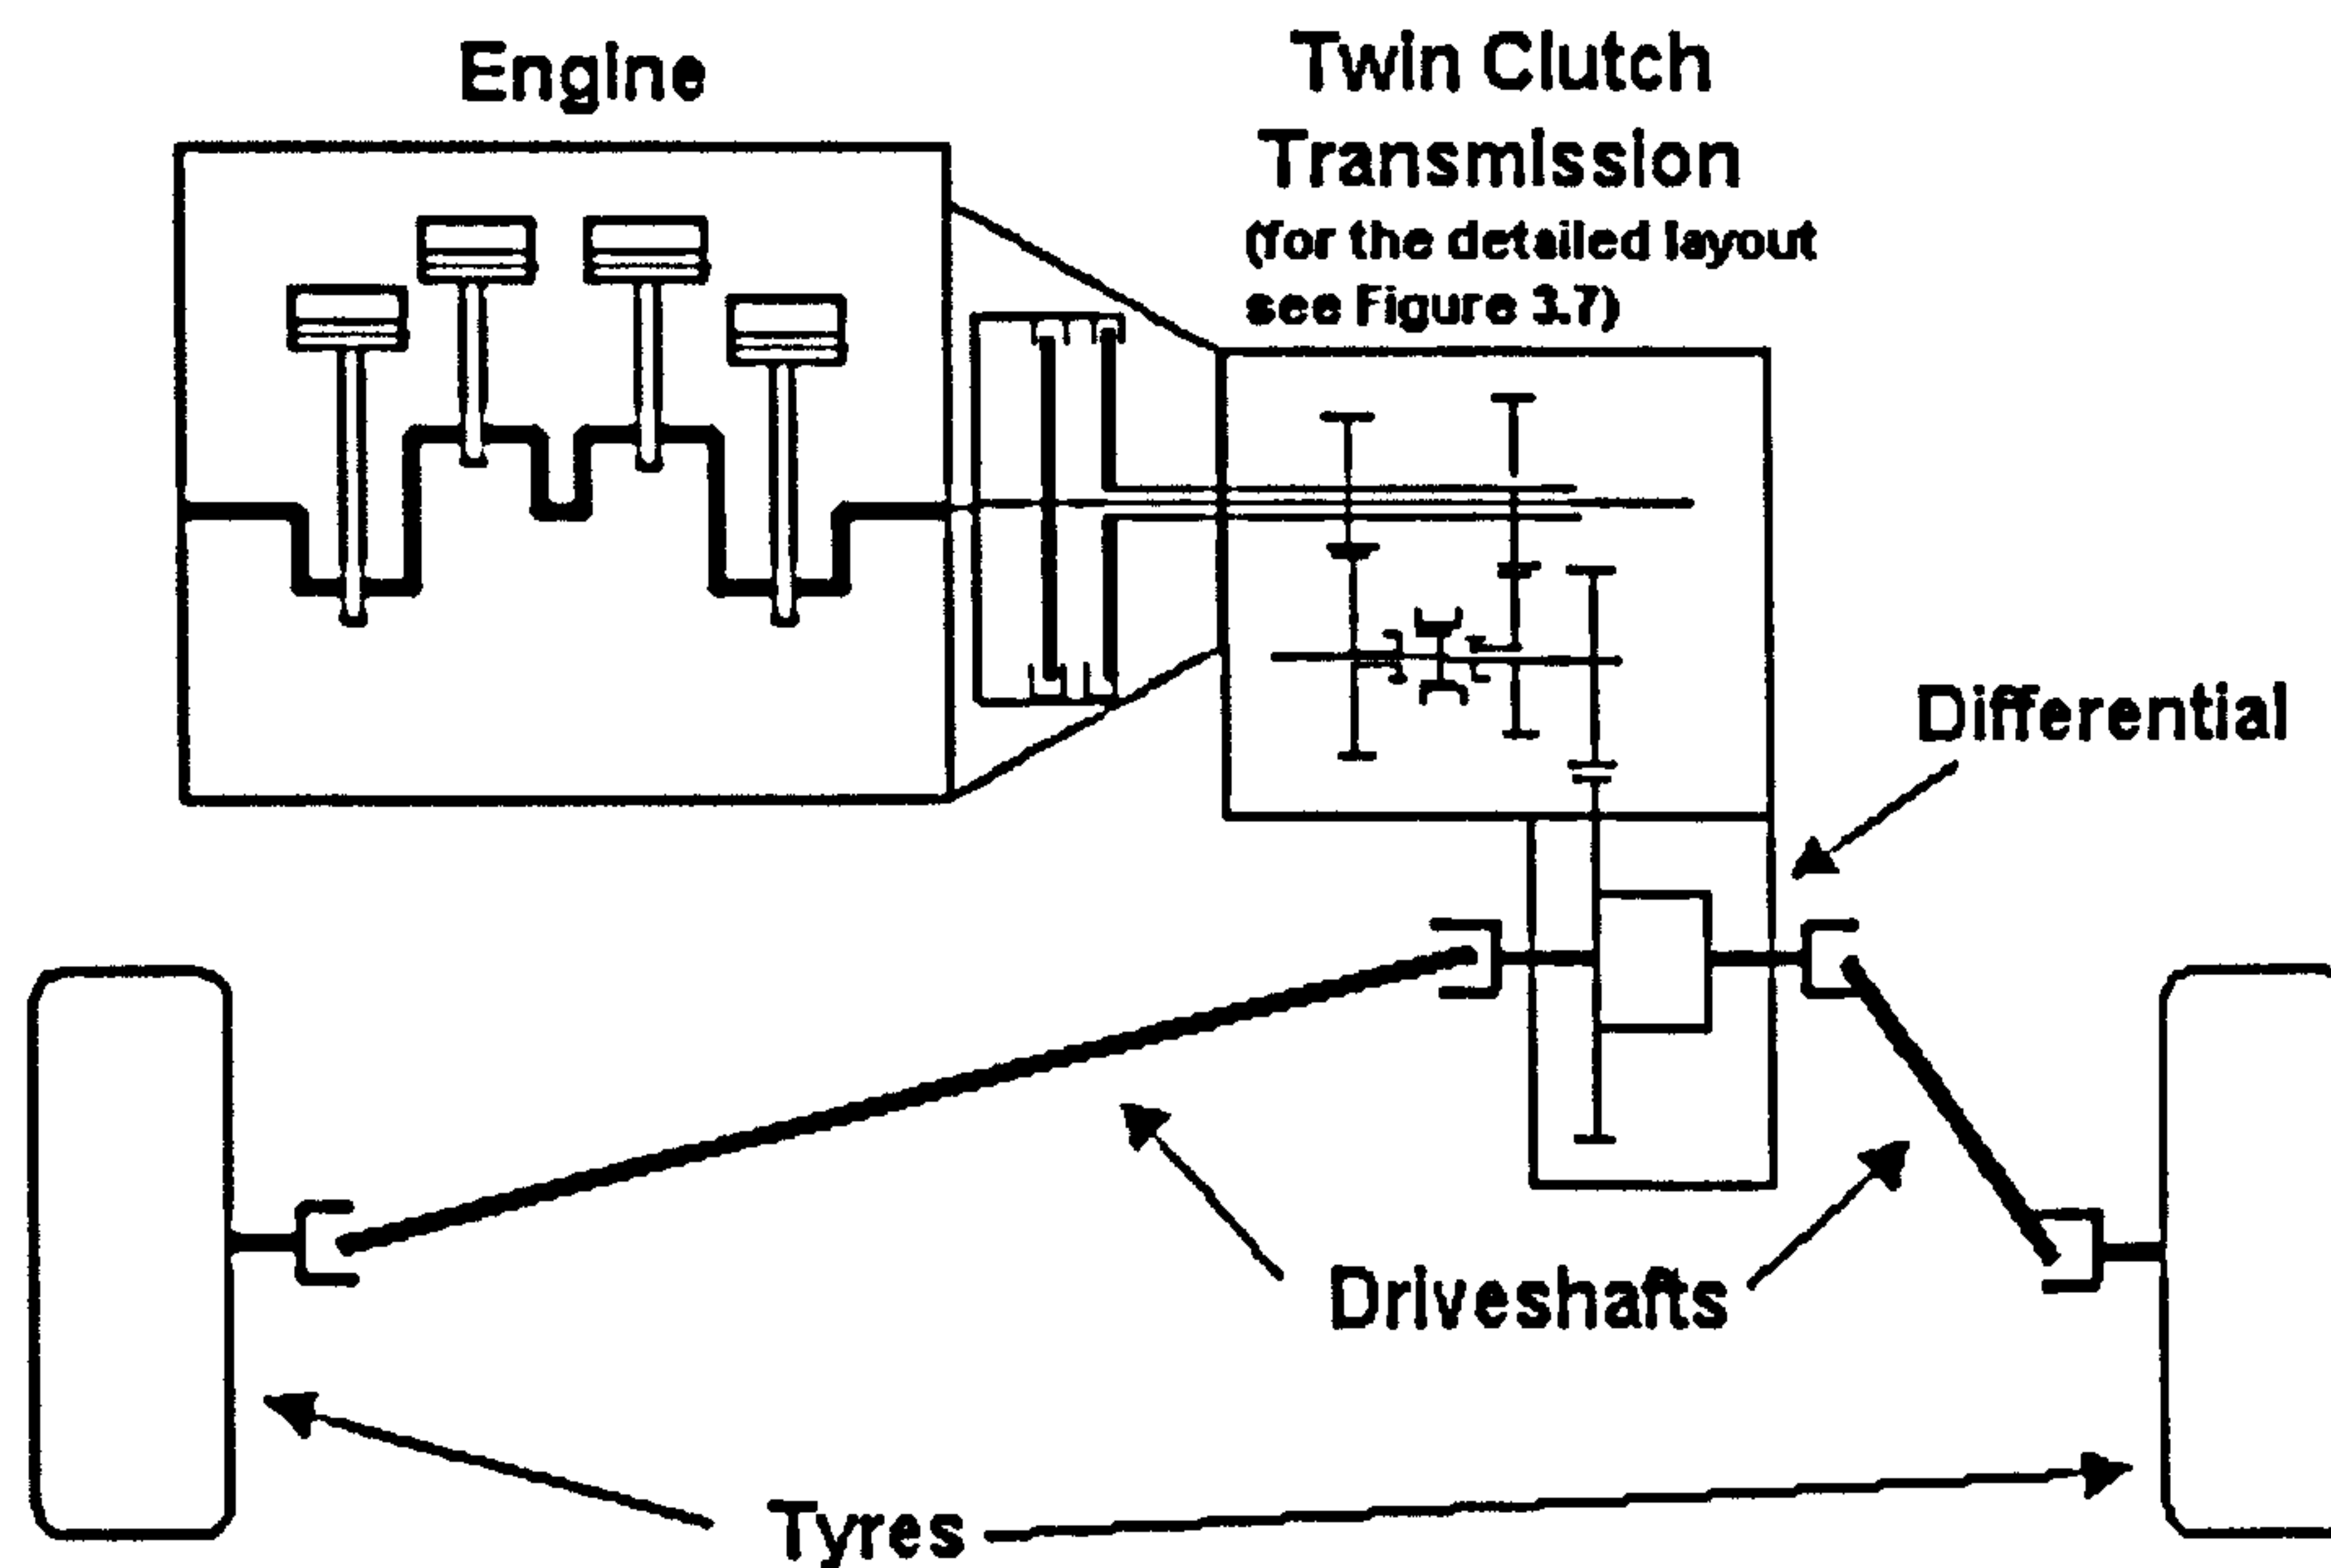 Engine
Twin Clutch
Transmission
(for the detailed layout
see Figure 3.7)
Differential
Driveshafts
Tyres